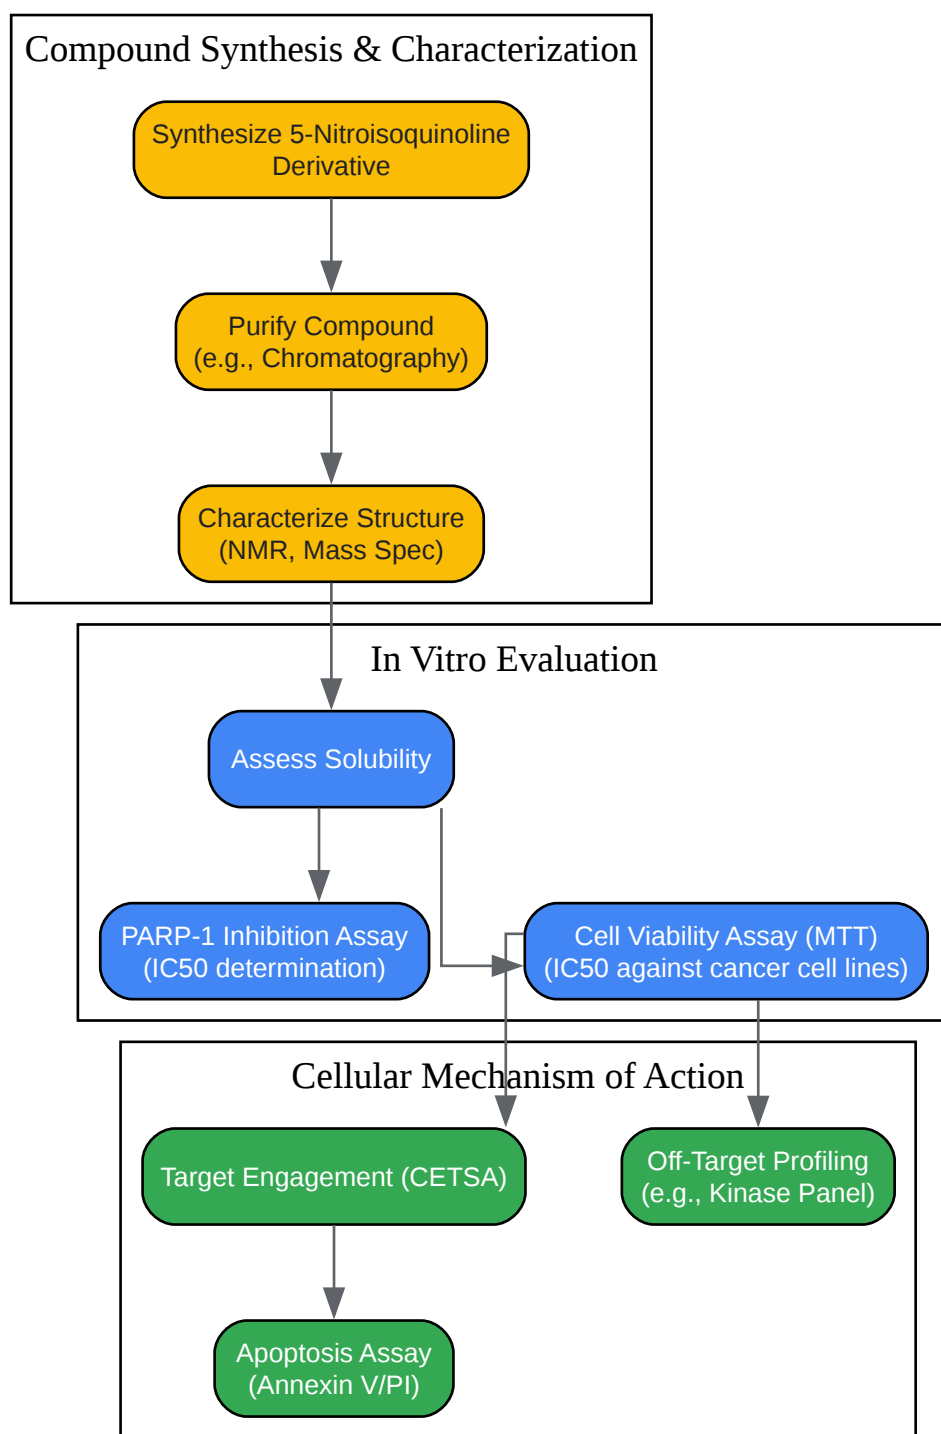 Compound Synthesis & Characterization
Synthesize 5-Nitroisoquinoline
Derivative
Purify Compound
(e.g., Chromatography)
Characterize Structure
(NMR, Mass Spec)
In Vitro Evaluation
Assess Solubility
PARP-1 Inhibition Assay
(IC50 determination)
Cell Viability Assay (MTT)
(IC50 against cancer cell lines)
Cellular Mechanism of Action
Target Engagement (CETSA)
Off-Target Profiling
(e.g., Kinase Panel)
Apoptosis Assay
(Annexin V/PI)